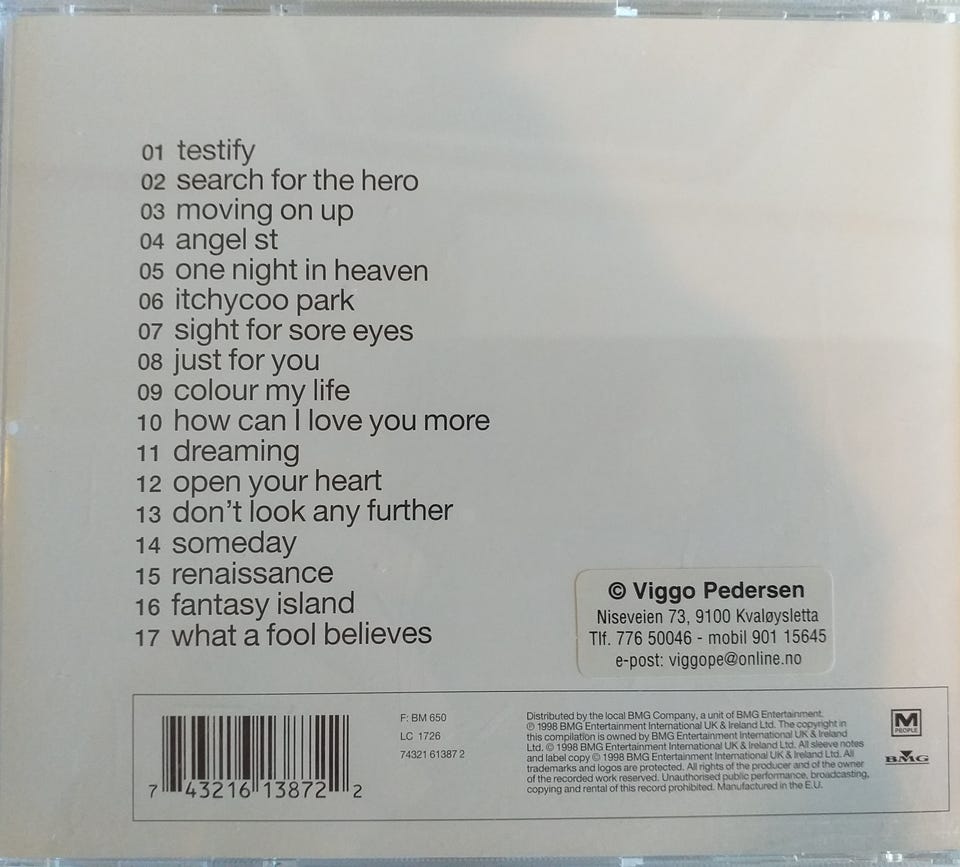 01 testify
02 search for the hero
03 moving on up
04 angel st
05 one night in heaven
06 itchycoo park
07 sight for sore eyes
08 just for you
09 colour my life
10 how can I love you more
11 dreaming
12 open your heart
13 don't look any further
14 someday
15 renaissance
16 fantasy island
17 what a fool believes
© Viggo Pedersen
Niseveien 73, 9100 Kvaløysletta
Tlf. 776 50046 - mobil 901 15645
e-post: viggope@online.no
7 43216 13872 2
F: BM 650
LC 1726
74321 61387 2
Distributed by the local BMG Company, a unit of BMG Entertainment.
℗ 1998 BMG Entertainment International UK & Ireland Ltd. The copyright in
this compilation is owned by BMG Entertainment International UK & Ireland
Ltd. © 1998 BMG Entertainment International UK & Ireland Ltd. All sleeve notes
and label copy © 1998 BMG Entertainment International UK & Ireland Ltd. All
trademarks and logos are protected. All rights of the producer and of the owner
of the recorded work reserved. Unauthorised public performance, broadcasting,
copying and rental of this record prohibited. Manufactured in the E.U.
M
PEOPLE
BMG